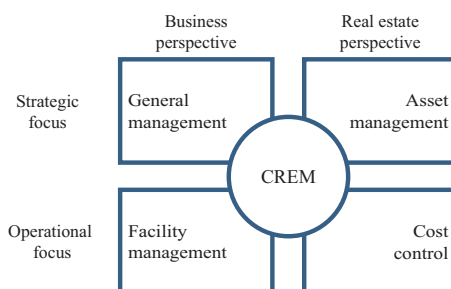 Business
perspective
Real estate
perspective
Strategic
focus
General
management
Asset
management
CREM
Operational
focus
Facility
management
Cost
control